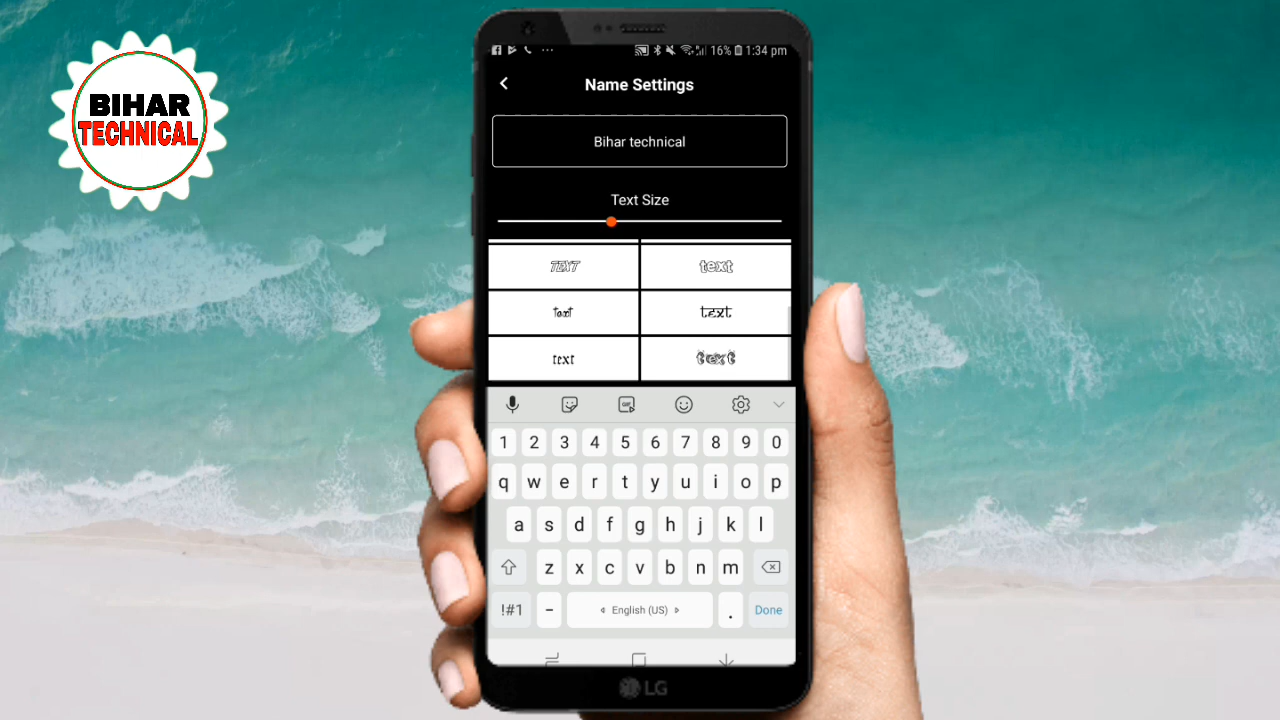 BIHAR
TECHNICAL
16% 1:34 pm
Name Settings
Bihar technical
Text Size
TEXT text
text text
text text
GIF
1 2 3 4 5 6 7 8 9 0
q w e r t y u i o p
a s d f g h j k l
z x c v b n m
!#1 - English (US) . Done
LG